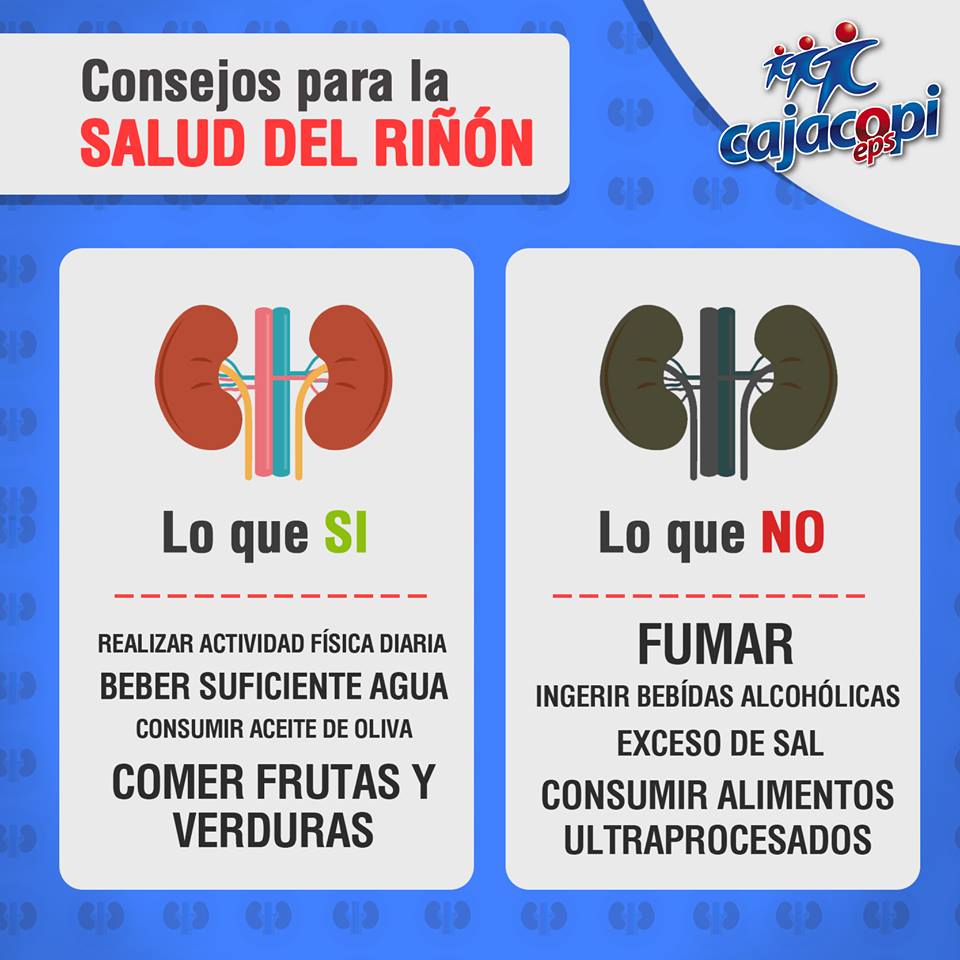 Consejos para la
SALUD DEL RIÑÓN
cajacopi
eps
Lo que SI
REALIZAR ACTIVIDAD FÍSICA DIARIA
BEBER SUFICIENTE AGUA
CONSUMIR ACEITE DE OLIVA
COMER FRUTAS Y
VERDURAS
Lo que NO
FUMAR
INGERIR BEBÍDAS ALCOHÓLICAS
EXCESO DE SAL
CONSUMIR ALIMENTOS
ULTRAPROCESADOS